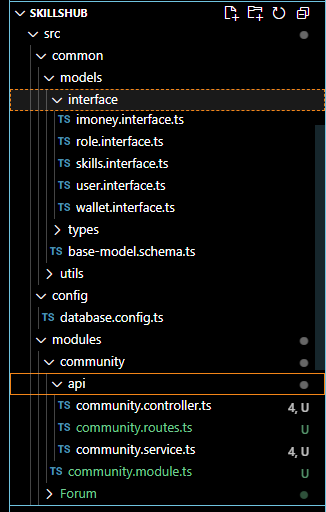 SKILLSHUB
src
common
models
interface
TS imoney.interface.ts
TS role.interface.ts
TS skills.interface.ts
TS user.interface.ts
TS wallet.interface.ts
types
TS base-model.schema.ts
utils
config
TS database.config.ts
modules
community
api
TS community.controller.ts 4, U
TS community.routes.ts U
TS community.service.ts 4, U
TS community.module.ts U
Forum